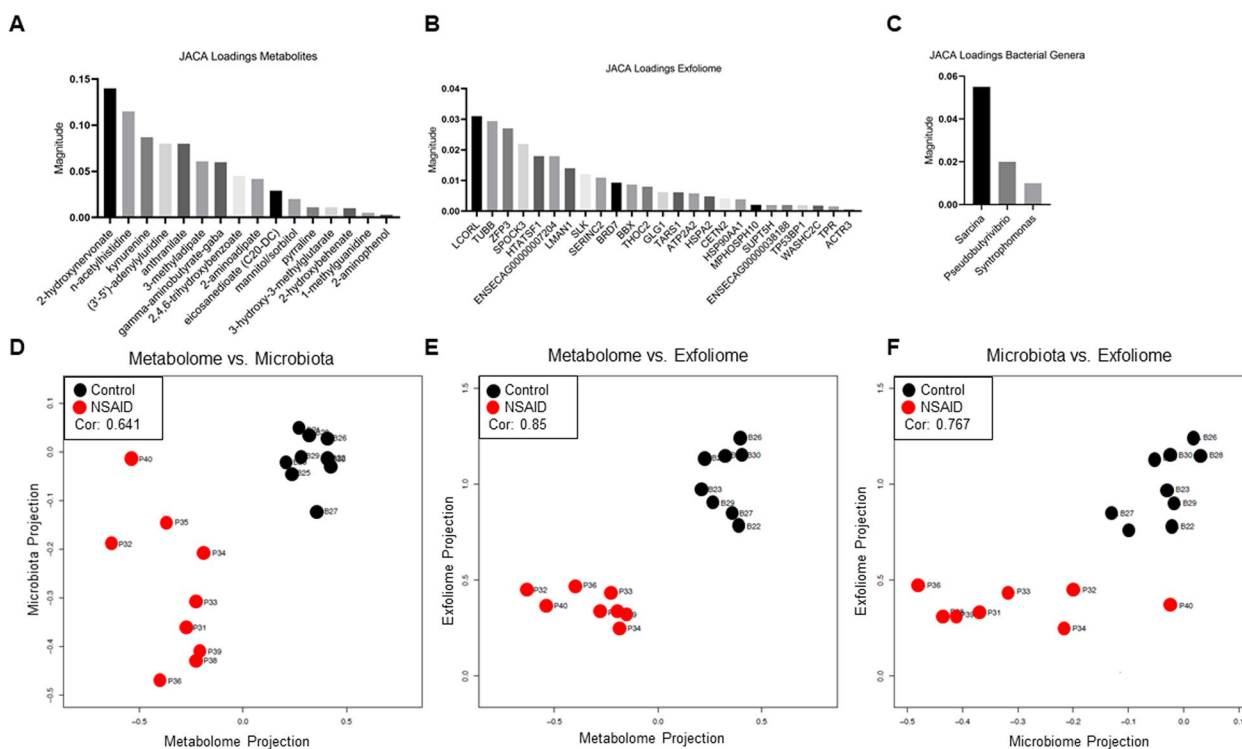 A
JACA Loadings Metabolites
Magnitude
0.15
0.10
0.05
0.00
2-hydroxynervonate
n-acetylhistidine
kynurenine
(3'-5')-adenylyluridine
anthranilate
3-methyladipate
gamma-aminobutyrate-gaba
2,4,6-trihydroxybenzoate
2-aminoadipate
eicosanedioate (C20-DC)
mannitol/sorbitol
pyrraline
3-hydroxy-3-methylglutarate
2-hydroxybehenate
1-methylguanidine
2-aminophenol
B
JACA Loadings Exfoliome
Magnitude
0.04
0.03
0.02
0.01
0.00
LCORL
TUBB
ZFP3
SPOCK3
HTATSF1
ENSECAG00000007204
LMAN1
SLK
SERINC2
BRD7
BBX
THOC2
GLG1
TARS1
ATP2A2
HSPA2
CETN2
HSP90AA1
MPHOSPH10
SUPT5H
ENSECAG00000038188
TP53BP1
WASHC2C
TPR
ACTR3
C
JACA Loadings Bacterial Genera
Magnitude
0.06
0.04
0.02
0.00
Sarcina
Pseudobutyrivibrio
Syntrophomonas
D
Metabolome vs. Microbiota
Control
NSAID
Cor: 0.641
Microbiota Projection
0.1
0.0
-0.1
-0.2
-0.3
-0.4
-0.5
B26
B29
B25
B27
P40
P35
P32
P34
P33
P31
P39
P38
P36
-0.5
0.0
0.5
Metabolome Projection
E
Metabolome vs. Exfoliome
Control
NSAID
Cor: 0.85
Exfoliome Projection
1.5
1.0
0.5
0.0
B26
B30
B23
B29
B27
B22
P32
P36
P33
P40
P34
-0.5
0.0
0.5
Metabolome Projection
F
Microbiota vs. Exfoliome
Control
NSAID
Cor: 0.767
Exfoliome Projection
1.5
1.0
0.5
0.0
B26
B30
B28
B23
B29
B27
B22
P36
P33
P32
P39
P31
P40
P34
-0.5
-0.4
-0.3
-0.2
-0.1
0.0
0.1
Microbiome Projection